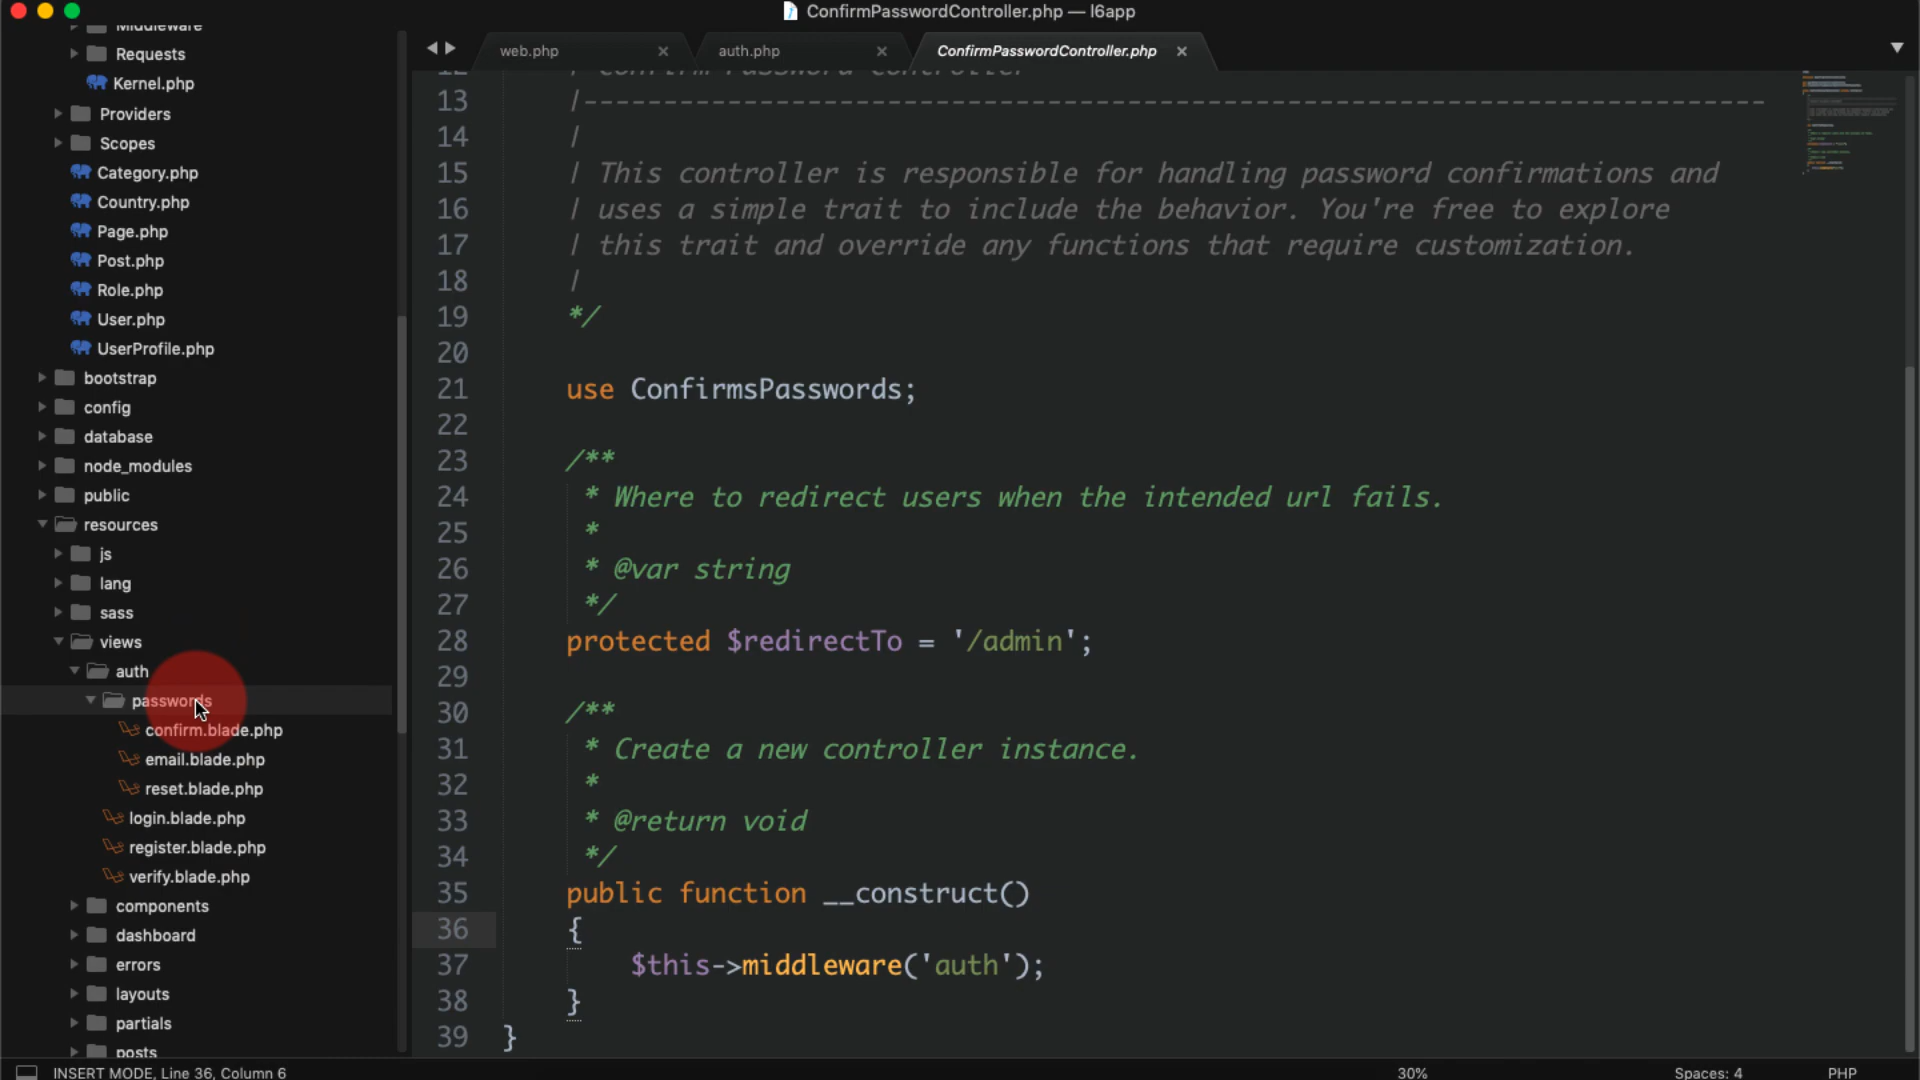 ConfirmPasswordController.php — l6app
Middleware
Requests
Kernel.php
Providers
Scopes
Category.php
Country.php
Page.php
Post.php
Role.php
User.php
UserProfile.php
bootstrap
config
database
node_modules
public
resources
js
lang
sass
views
auth
passwords
confirm.blade.php
email.blade.php
reset.blade.php
login.blade.php
register.blade.php
verify.blade.php
components
dashboard
errors
layouts
partials
posts
web.php
auth.php
ConfirmPasswordController.php
12 | Confirm Password Controller
13 |--------------------------------------------------------------------------
14 |
15 | This controller is responsible for handling password confirmations and
16 | uses a simple trait to include the behavior. You're free to explore
17 | this trait and override any functions that require customization.
18 |
19 */
20
21 use ConfirmsPasswords;
22
23 /**
24 * Where to redirect users when the intended url fails.
25 *
26 * @var string
27 */
28 protected $redirectTo = '/admin';
29
30 /**
31 * Create a new controller instance.
32 *
33 * @return void
34 */
35 public function __construct()
36 {
37 $this->middleware('auth');
38 }
39 }
INSERT MODE, Line 36, Column 6
30%
Spaces: 4
PHP